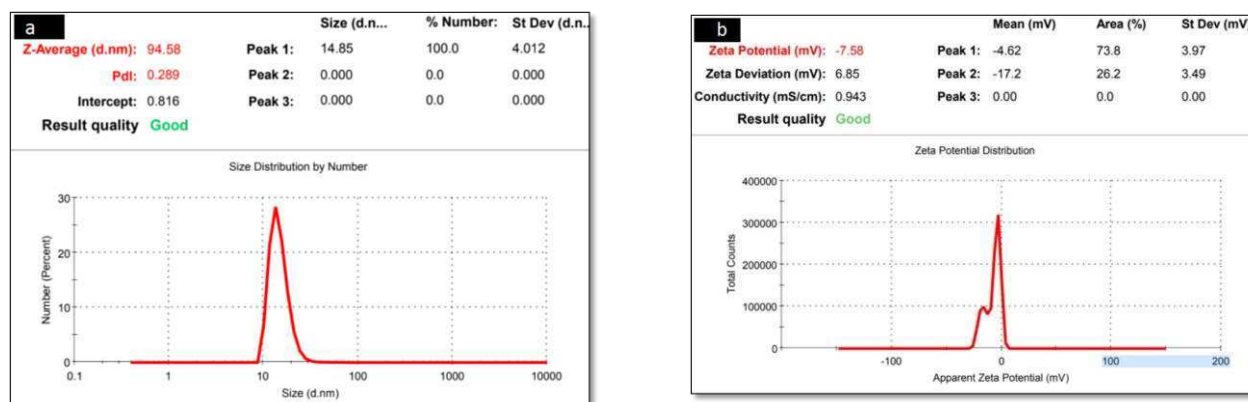 a
Size (d.n... % Number: St Dev (d.n...
Z-Average (d.nm): 94.58 Peak 1: 14.85 100.0 4.012
PdI: 0.289 Peak 2: 0.000 0.0 0.000
Intercept: 0.816 Peak 3: 0.000 0.0 0.000
Result quality Good
Size Distribution by Number
Number (Percent)
30
20
10
0
0.1 1 10 100 1000 10000
Size (d.nm)
b
Mean (mV) Area (%) St Dev (mV)
Zeta Potential (mV): -7.58 Peak 1: -4.62 73.8 3.97
Zeta Deviation (mV): 6.85 Peak 2: -17.2 26.2 3.49
Conductivity (mS/cm): 0.943 Peak 3: 0.00 0.0 0.00
Result quality Good
Zeta Potential Distribution
Total Counts
400000
300000
200000
100000
0
-100 0 100 200
Apparent Zeta Potential (mV)